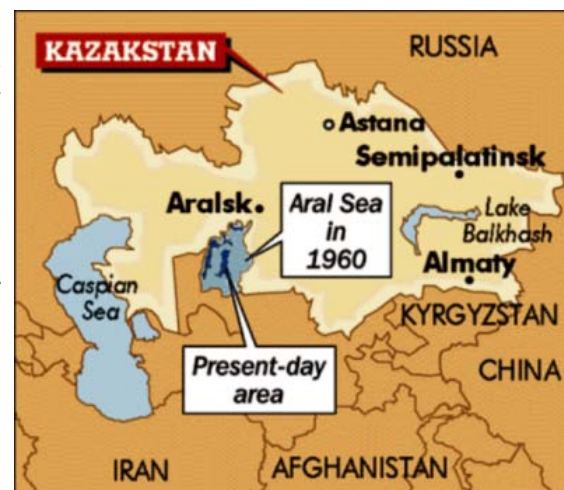 KAZAKSTAN
RUSSIA
Astana
Semipalatinsk
Aralsk
Aral Sea
in
1960
Lake
Balkhash
Almaty
Caspian
Sea
KYRGYZSTAN
Present-day
area
CHINA
IRAN
AFGHANISTAN